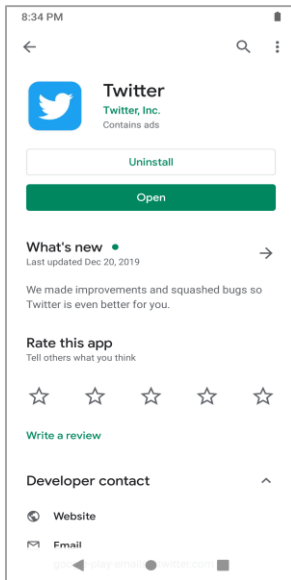 8:34 PM
Twitter
Twitter, Inc.
Contains ads
Uninstall
Open
What's new
Last updated Dec 20, 2019
We made improvements and squashed bugs so
Twitter is even better for you.
Rate this app
Tell others what you think
Write a review
Developer contact
Website
Email